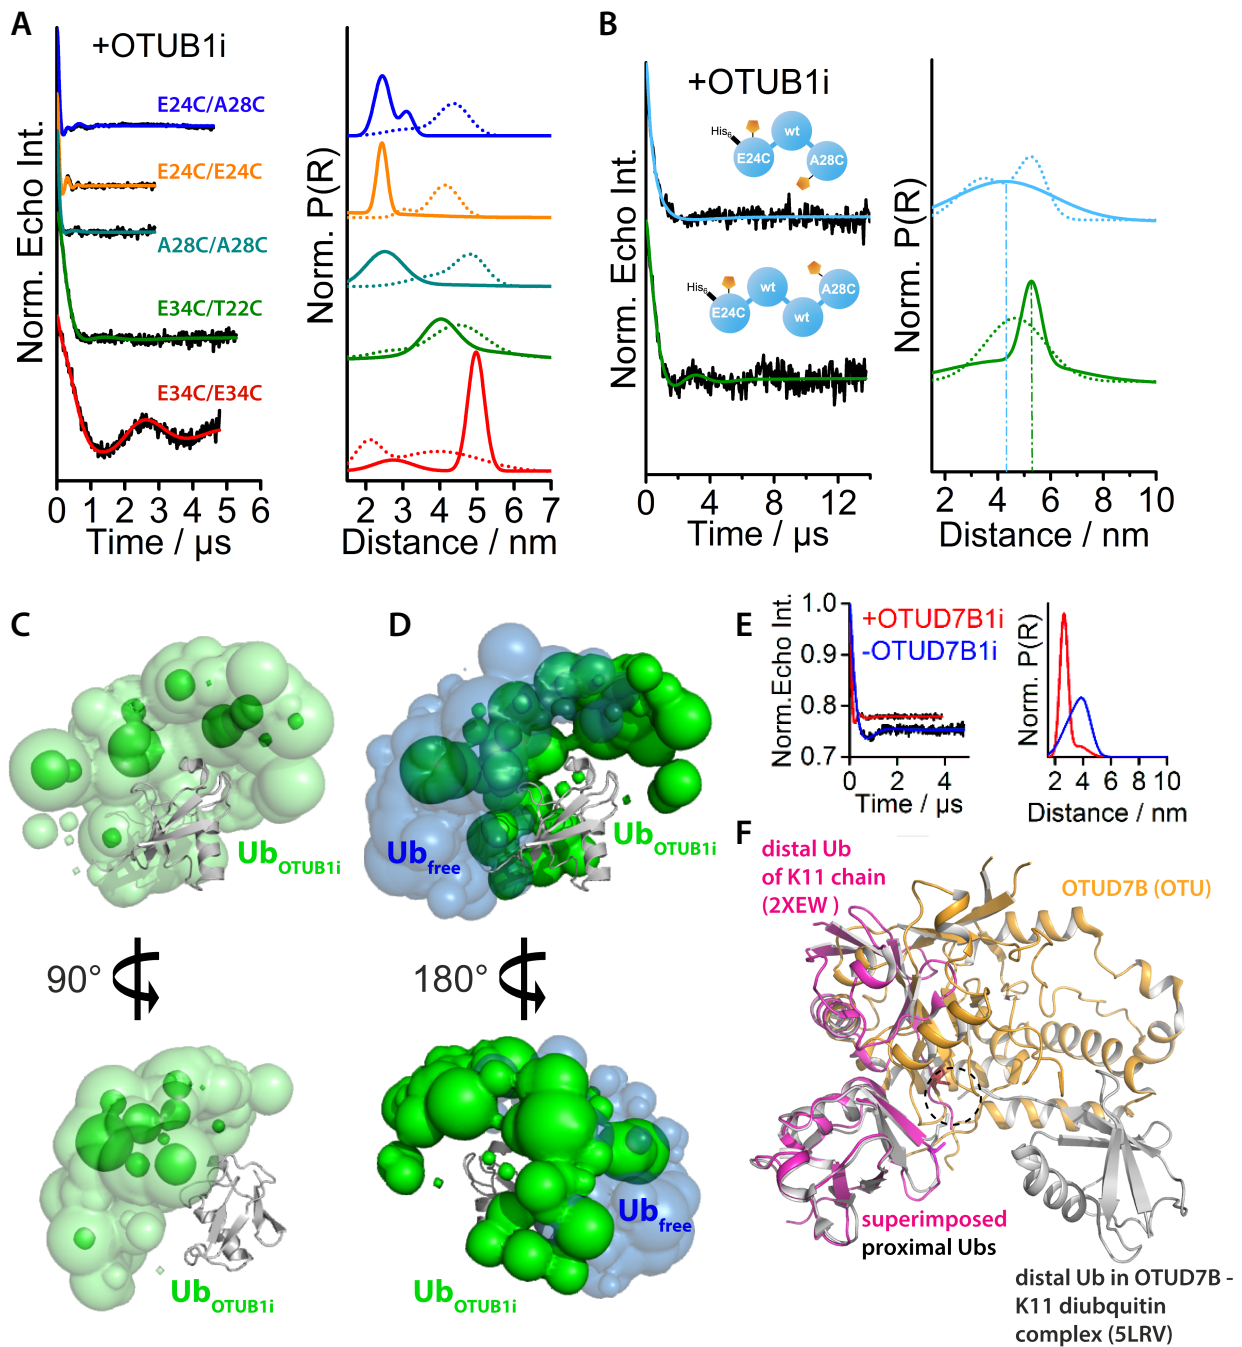 A
+OTUB1i
E24C/A28C
E24C/E24C
A28C/A28C
E34C/T22C
E34C/E34C
Norm. Echo Int.
0 1 2 3 4 5 6
Time / µs
Norm. P(R)
2 3 4 5 6 7
Distance / nm
B
+OTUB1i
His6
E24C
wt
A28C
His6
E24C
wt
wt
A28C
Norm. Echo Int.
0 4 8 12
Time / µs
Norm. P(R)
2 4 6 8 10
Distance / nm
C
UbOTUB1i
90°
UbOTUB1i
D
Ubfree
UbOTUB1i
180°
Ubfree
UbOTUB1i
E
Norm.Echo Int.
1.0
0.9
0.8
0.7
+OTUD7B1i
-OTUD7B1i
0 2 4
Time / µs
Norm. P(R)
2 4 6 8 10
Distance / nm
F
distal Ub
of K11 chain
(2XEW )
OTUD7B (OTU)
superimposed
proximal Ubs
distal Ub in OTUD7B -
K11 diubquitin
complex (5LRV)